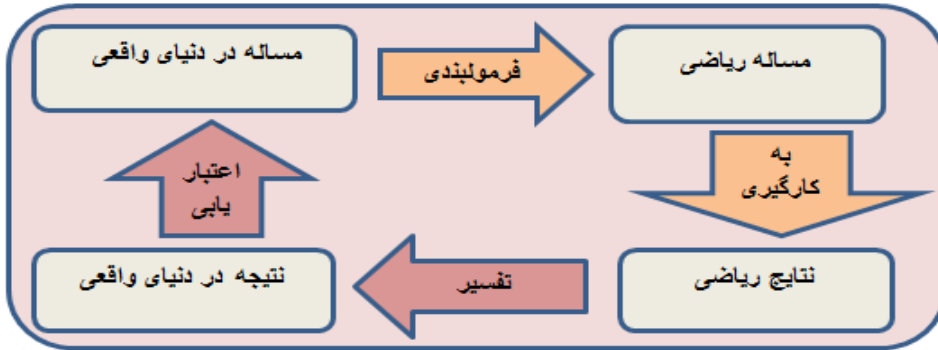 مساله در دنیای واقعی
فرمولبندی
مساله ریاضی
به
کارگیری
نتایج ریاضی
تفسیر
نتیجه در دنیای واقعی
اعتبار
یابی